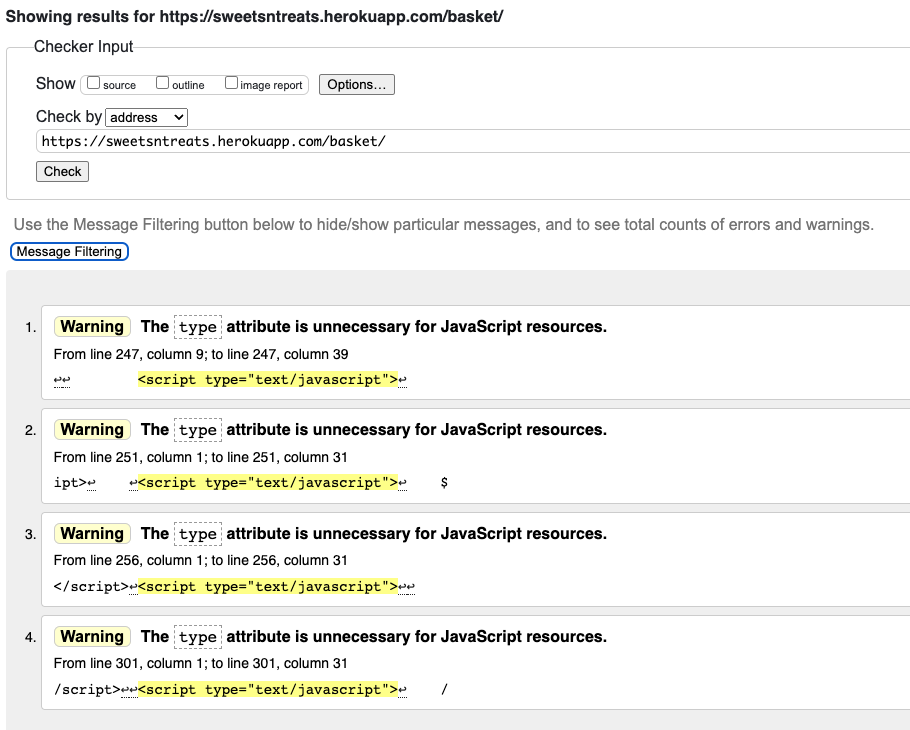 Showing results for https://sweetsntreats.herokuapp.com/basket/
Checker Input
Show source outline image report Options...
Check by address
https://sweetsntreats.herokuapp.com/basket/
Check
Use the Message Filtering button below to hide/show particular messages, and to see total counts of errors and warnings.
Message Filtering
1. Warning The type attribute is unnecessary for JavaScript resources.
From line 247, column 9; to line 247, column 39
↩↩ <script type="text/javascript">↩
2. Warning The type attribute is unnecessary for JavaScript resources.
From line 251, column 1; to line 251, column 31
ipt>↩ ↩<script type="text/javascript">↩ $
3. Warning The type attribute is unnecessary for JavaScript resources.
From line 256, column 1; to line 256, column 31
</script>↩<script type="text/javascript">↩↩
4. Warning The type attribute is unnecessary for JavaScript resources.
From line 301, column 1; to line 301, column 31
/script>↩↩<script type="text/javascript">↩ /